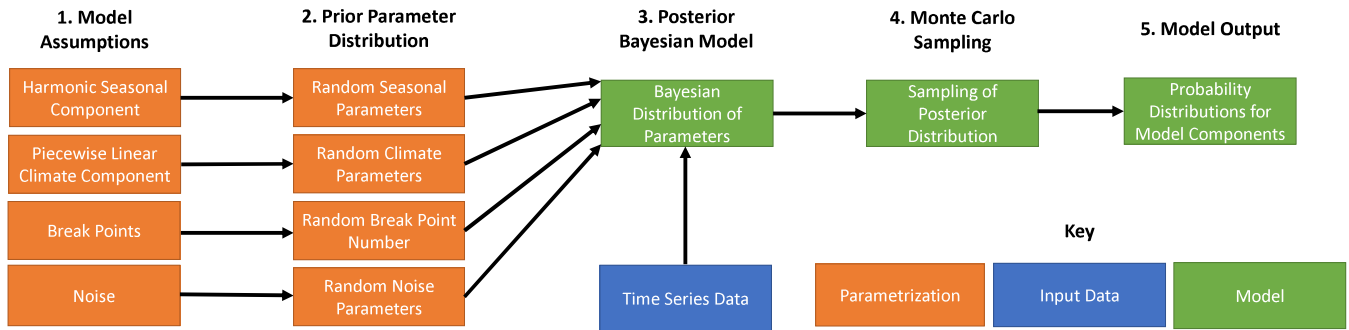 1. Model
Assumptions
2. Prior Parameter
Distribution
3. Posterior
Bayesian Model
4. Monte Carlo
Sampling
5. Model Output
Harmonic Seasonal
Component
Random Seasonal
Parameters
Bayesian
Distribution of
Parameters
Sampling of
Posterior
Distribution
Probability
Distributions for
Model Components
Piecewise Linear
Climate Component
Random Climate
Parameters
Break Points
Random Break Point
Number
Noise
Random Noise
Parameters
Time Series Data
Key
Parametrization
Input Data
Model